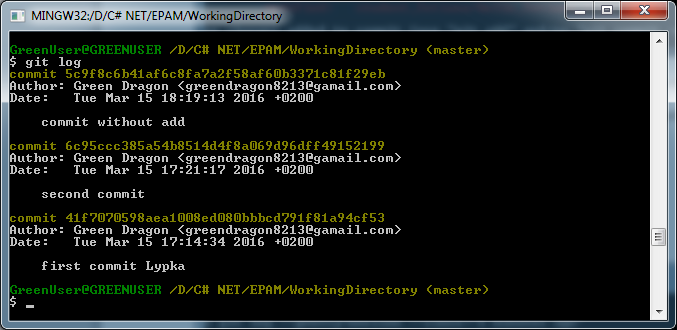 MINGW32:/D/C# NET/EPAM/WorkingDirectory
GreenUser@GREENUSER /D/C# NET/EPAM/WorkingDirectory (master)
$ git log
commit 5c9f8c6b41af6c8fa7a2f58af60b3371c81f29eb
Author: Green Dragon <greendragon8213@gamail.com>
Date:   Tue Mar 15 18:19:13 2016 +0200
    commit without add
commit 6c95ccc385a54b8514d4f8a069d96dff49152199
Author: Green Dragon <greendragon8213@gamail.com>
Date:   Tue Mar 15 17:21:17 2016 +0200
    second commit
commit 41f7070598aea1008ed080bbbcd791f81a94cf53
Author: Green Dragon <greendragon8213@gamail.com>
Date:   Tue Mar 15 17:14:34 2016 +0200
    first commit Lypka
GreenUser@GREENUSER /D/C# NET/EPAM/WorkingDirectory (master)
$ _